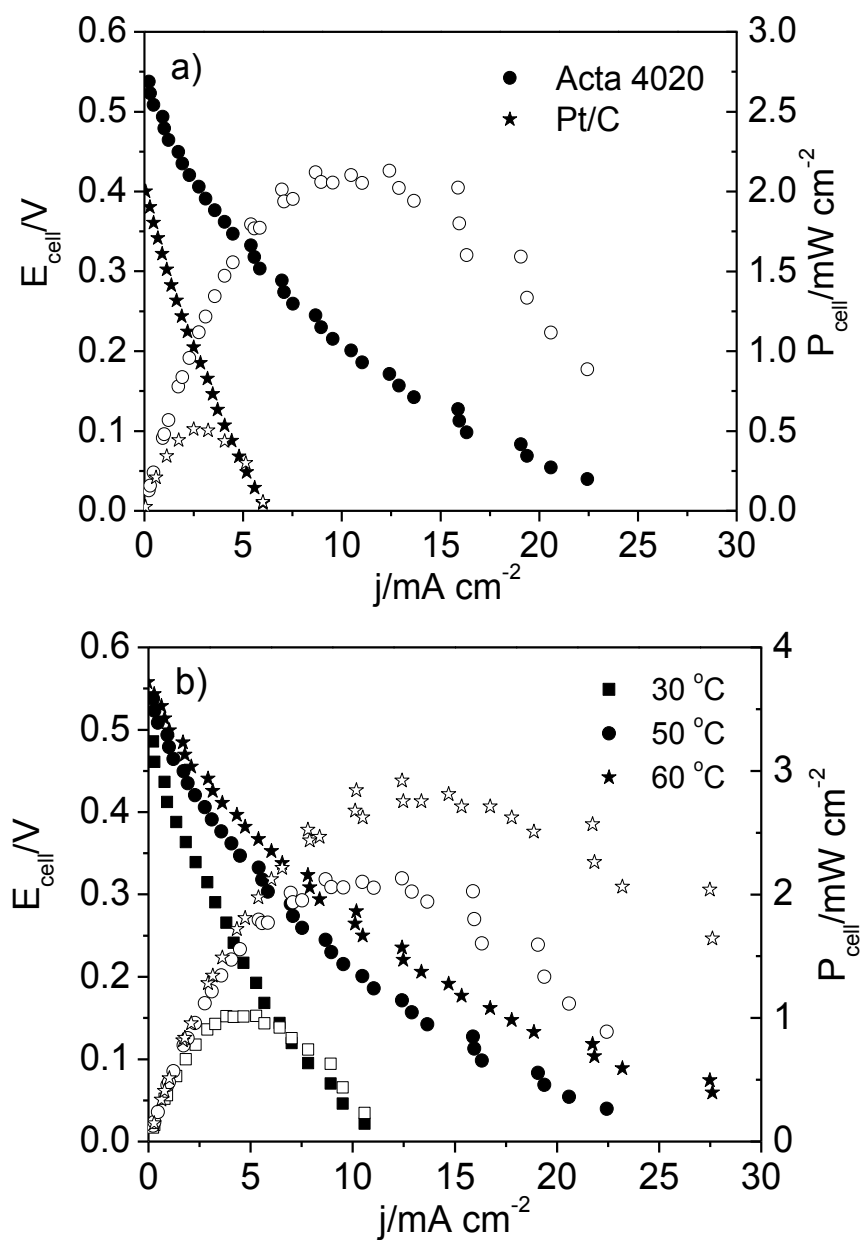 a)
Acta 4020
Pt/C
E_cell/V
0.6
0.5
0.4
0.3
0.2
0.1
0.0
P_cell/mW cm⁻²
3.0
2.5
2.0
1.5
1.0
0.5
0.0
0 5 10 15 20 25 30
j/mA cm⁻²
b)
30 °C
50 °C
60 °C
E_cell/V
0.6
0.5
0.4
0.3
0.2
0.1
0.0
P_cell/mW cm⁻²
4
3
2
1
0
0 5 10 15 20 25 30
j/mA cm⁻²